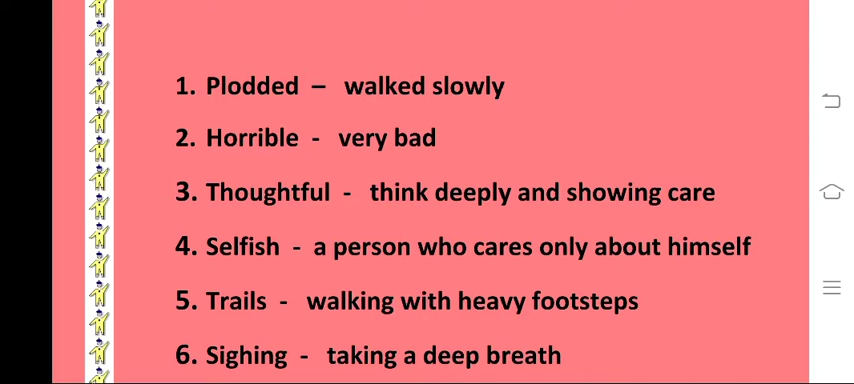 1. Plodded – walked slowly
2. Horrible - very bad
3. Thoughtful - think deeply and showing care
4. Selfish - a person who cares only about himself
5. Trails - walking with heavy footsteps
6. Sighing - taking a deep breath